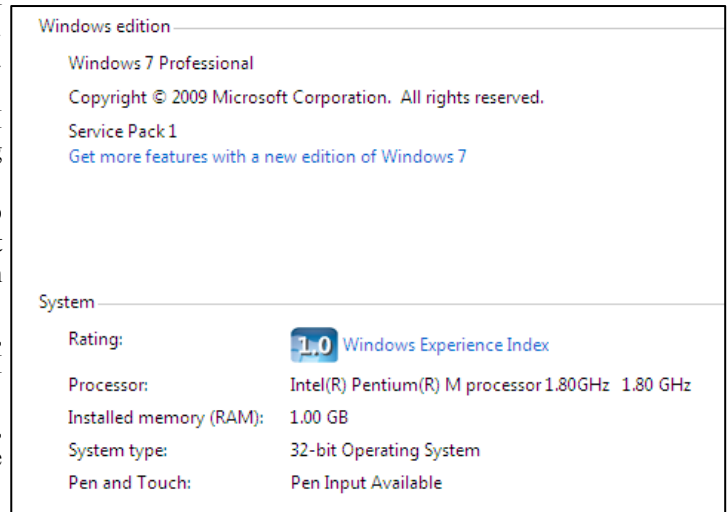 Windows edition
Windows 7 Professional
Copyright © 2009 Microsoft Corporation. All rights reserved.
Service Pack 1
Get more features with a new edition of Windows 7
System
Rating: 1.0 Windows Experience Index
Processor: Intel(R) Pentium(R) M processor 1.80GHz 1.80 GHz
Installed memory (RAM): 1.00 GB
System type: 32-bit Operating System
Pen and Touch: Pen Input Available